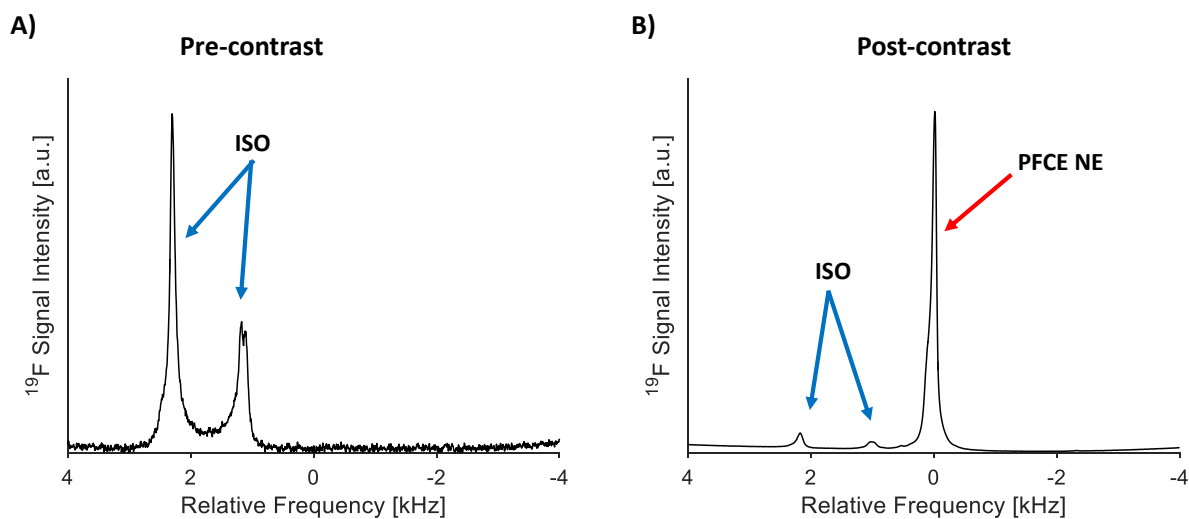 A)
Pre-contrast
ISO
¹⁹F Signal Intensity [a.u.]
4 2 0 -2 -4
Relative Frequency [kHz]
B)
Post-contrast
PFCE NE
ISO
¹⁹F Signal Intensity [a.u.]
4 2 0 -2 -4
Relative Frequency [kHz]